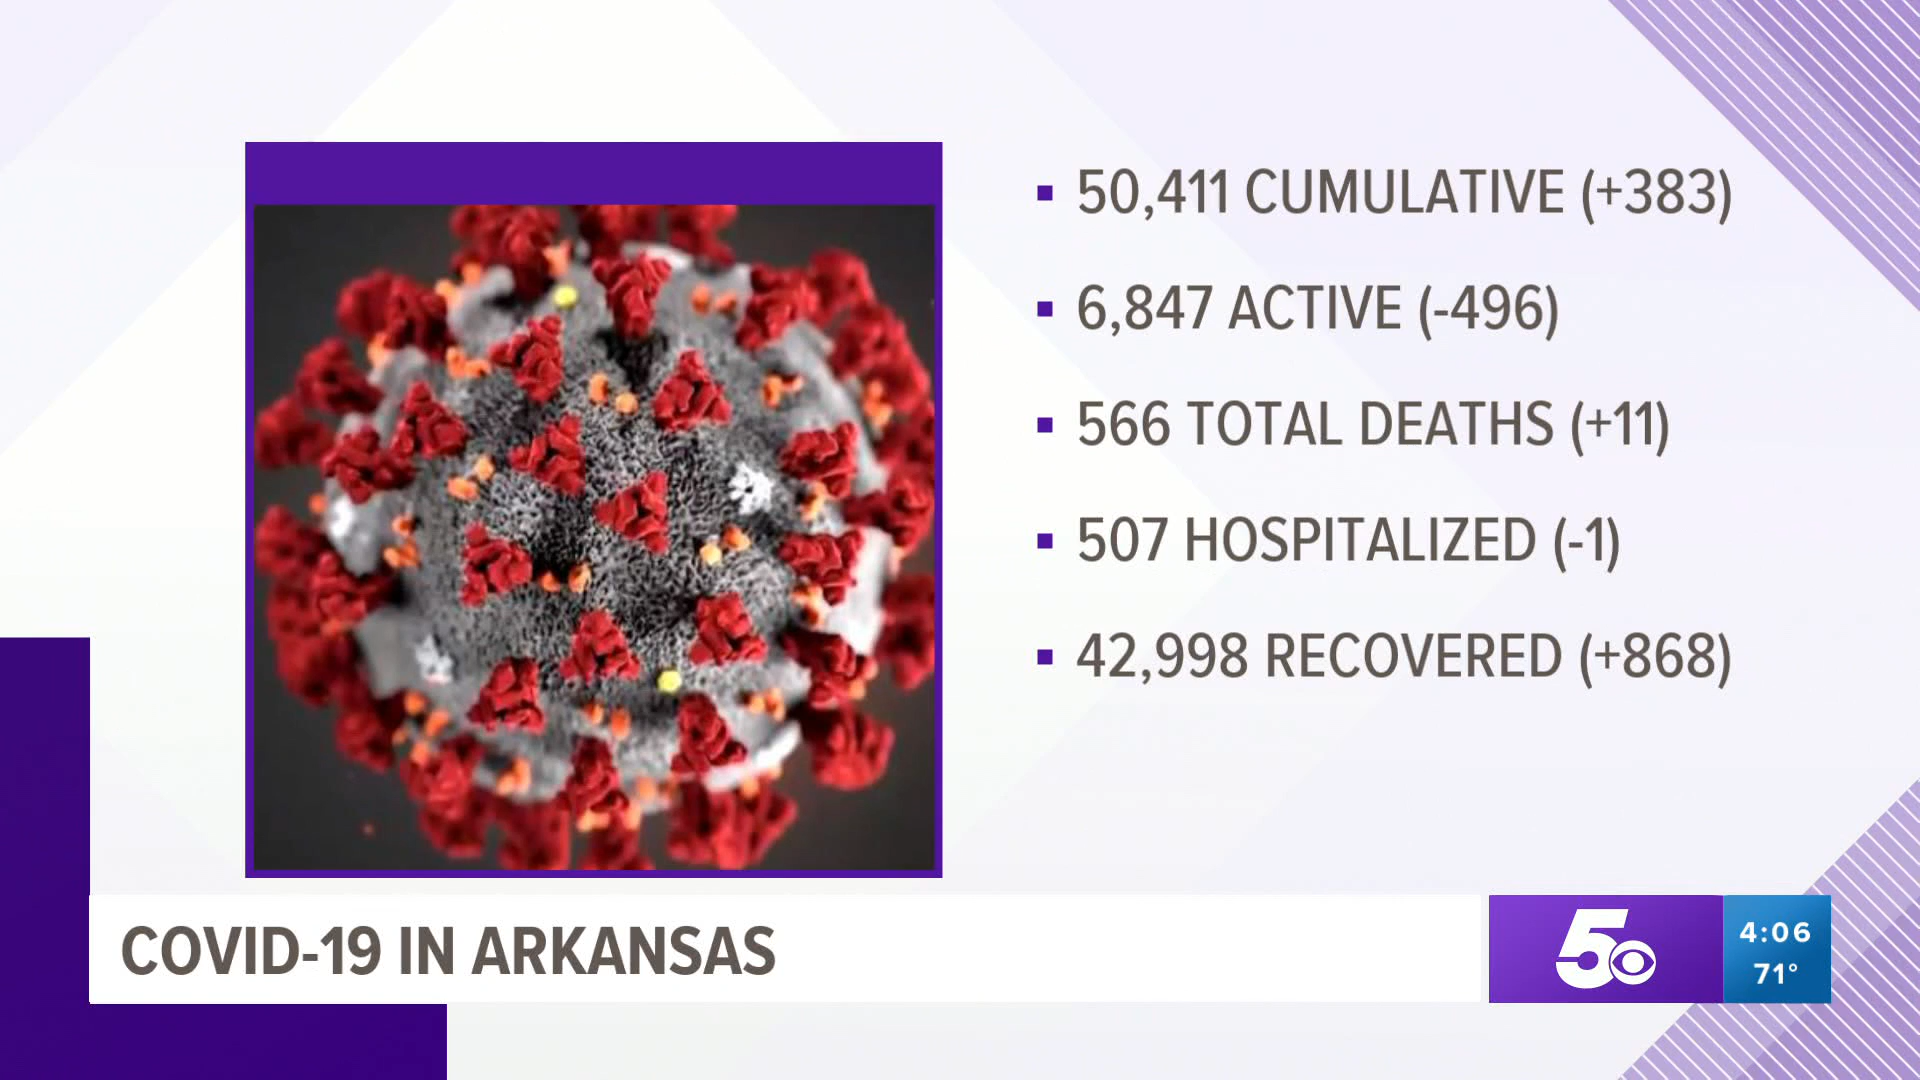 ▪ 50,411 CUMULATIVE (+383)
▪ 6,847 ACTIVE (-496)
▪ 566 TOTAL DEATHS (+11)
▪ 507 HOSPITALIZED (-1)
▪ 42,998 RECOVERED (+868)
COVID-19 IN ARKANSAS
5
4:06
71°